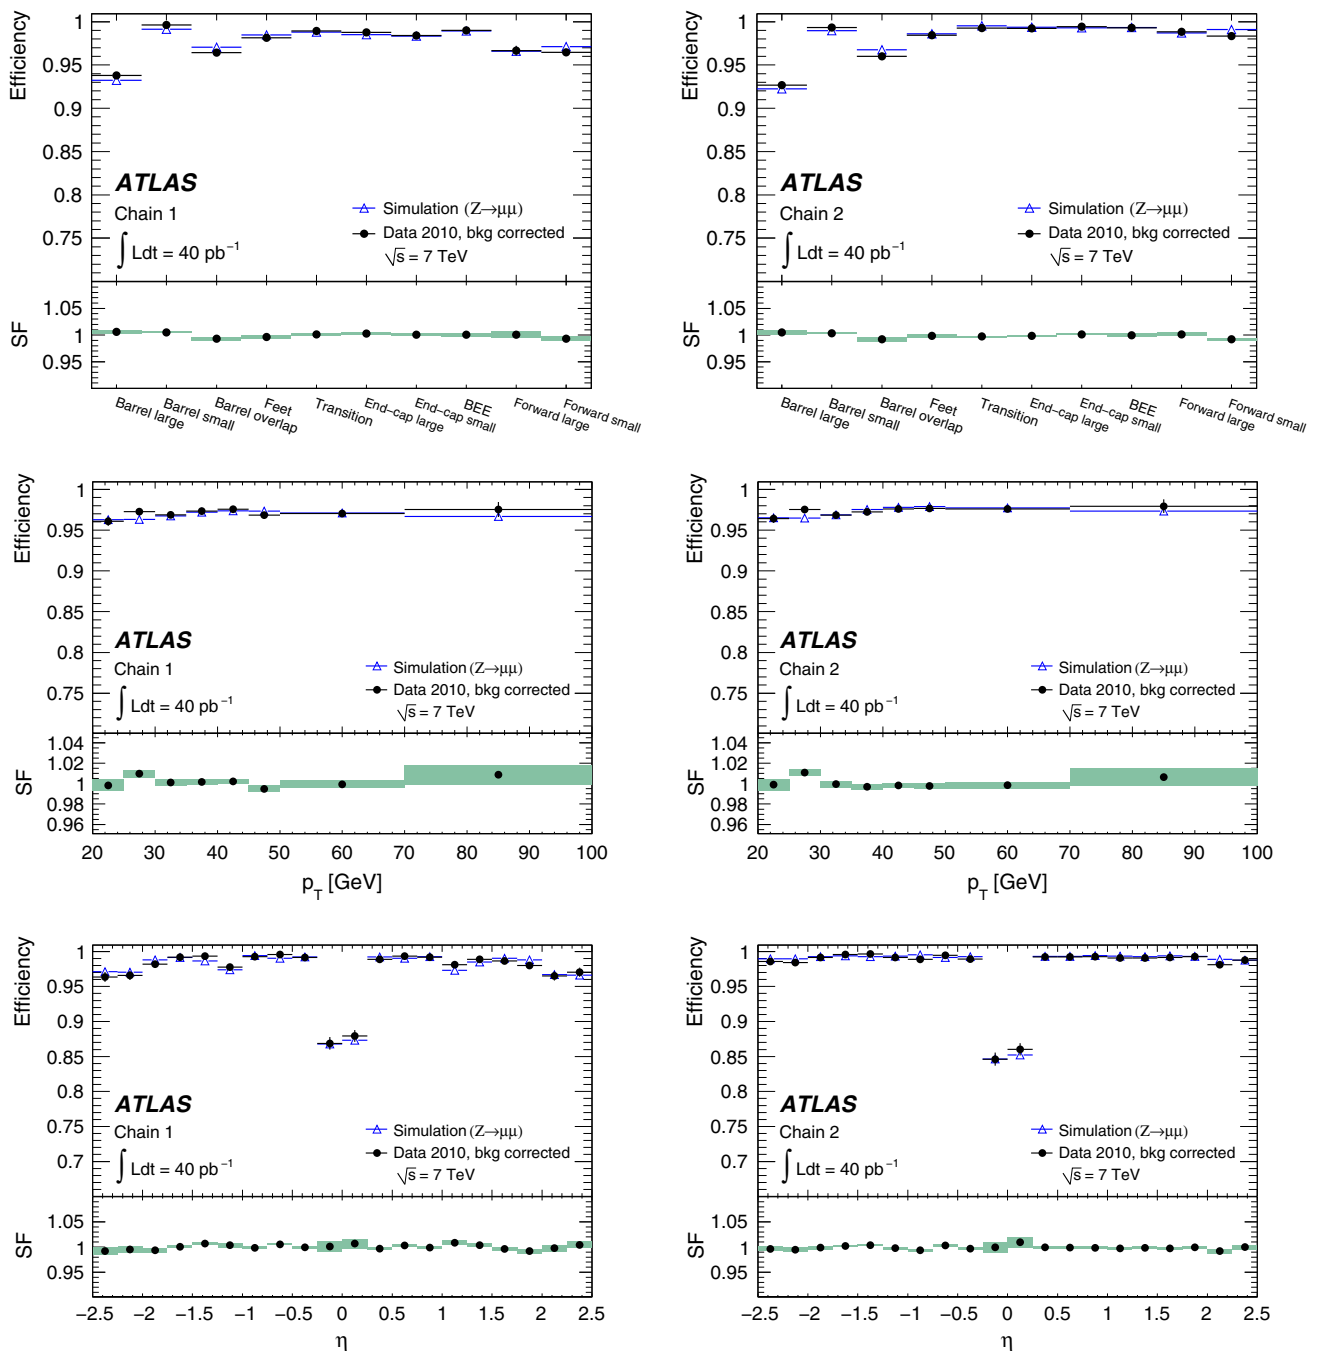 Efficiency
1
0.95
0.9
0.85
0.8
0.75
ATLAS
Chain 1
∫ Ldt = 40 pb⁻¹
Simulation (Z→μμ)
Data 2010, bkg corrected
√s = 7 TeV
SF
1.05
1
0.95
Barrel large
Barrel small
Barrel overlap
Feet
Transition
End–cap large
End–cap small
BEE
Forward large
Forward small
Efficiency
1
0.95
0.9
0.85
0.8
0.75
ATLAS
Chain 2
∫ Ldt = 40 pb⁻¹
Simulation (Z→μμ)
Data 2010, bkg corrected
√s = 7 TeV
SF
1.05
1
0.95
Barrel large
Barrel small
Barrel overlap
Feet
Transition
End–cap large
End–cap small
BEE
Forward large
Forward small
Efficiency
1
0.95
0.9
0.85
0.8
0.75
ATLAS
Chain 1
∫ Ldt = 40 pb⁻¹
Simulation (Z→μμ)
Data 2010, bkg corrected
√s = 7 TeV
SF
1.04
1.02
1
0.98
0.96
20 30 40 50 60 70 80 90 100
p_T [GeV]
Efficiency
1
0.95
0.9
0.85
0.8
0.75
ATLAS
Chain 2
∫ Ldt = 40 pb⁻¹
Simulation (Z→μμ)
Data 2010, bkg corrected
√s = 7 TeV
SF
1.04
1.02
1
0.98
0.96
20 30 40 50 60 70 80 90 100
p_T [GeV]
Efficiency
1
0.95
0.9
0.85
0.8
0.75
0.7
ATLAS
Chain 1
∫ Ldt = 40 pb⁻¹
Simulation (Z→μμ)
Data 2010, bkg corrected
√s = 7 TeV
SF
1.05
1
0.95
−2.5 −2 −1.5 −1 −0.5 0 0.5 1 1.5 2 2.5
η
Efficiency
1
0.95
0.9
0.85
0.8
0.75
0.7
ATLAS
Chain 2
∫ Ldt = 40 pb⁻¹
Simulation (Z→μμ)
Data 2010, bkg corrected
√s = 7 TeV
SF
1.05
1
0.95
−2.5 −2 −1.5 −1 −0.5 0 0.5 1 1.5 2 2.5
η